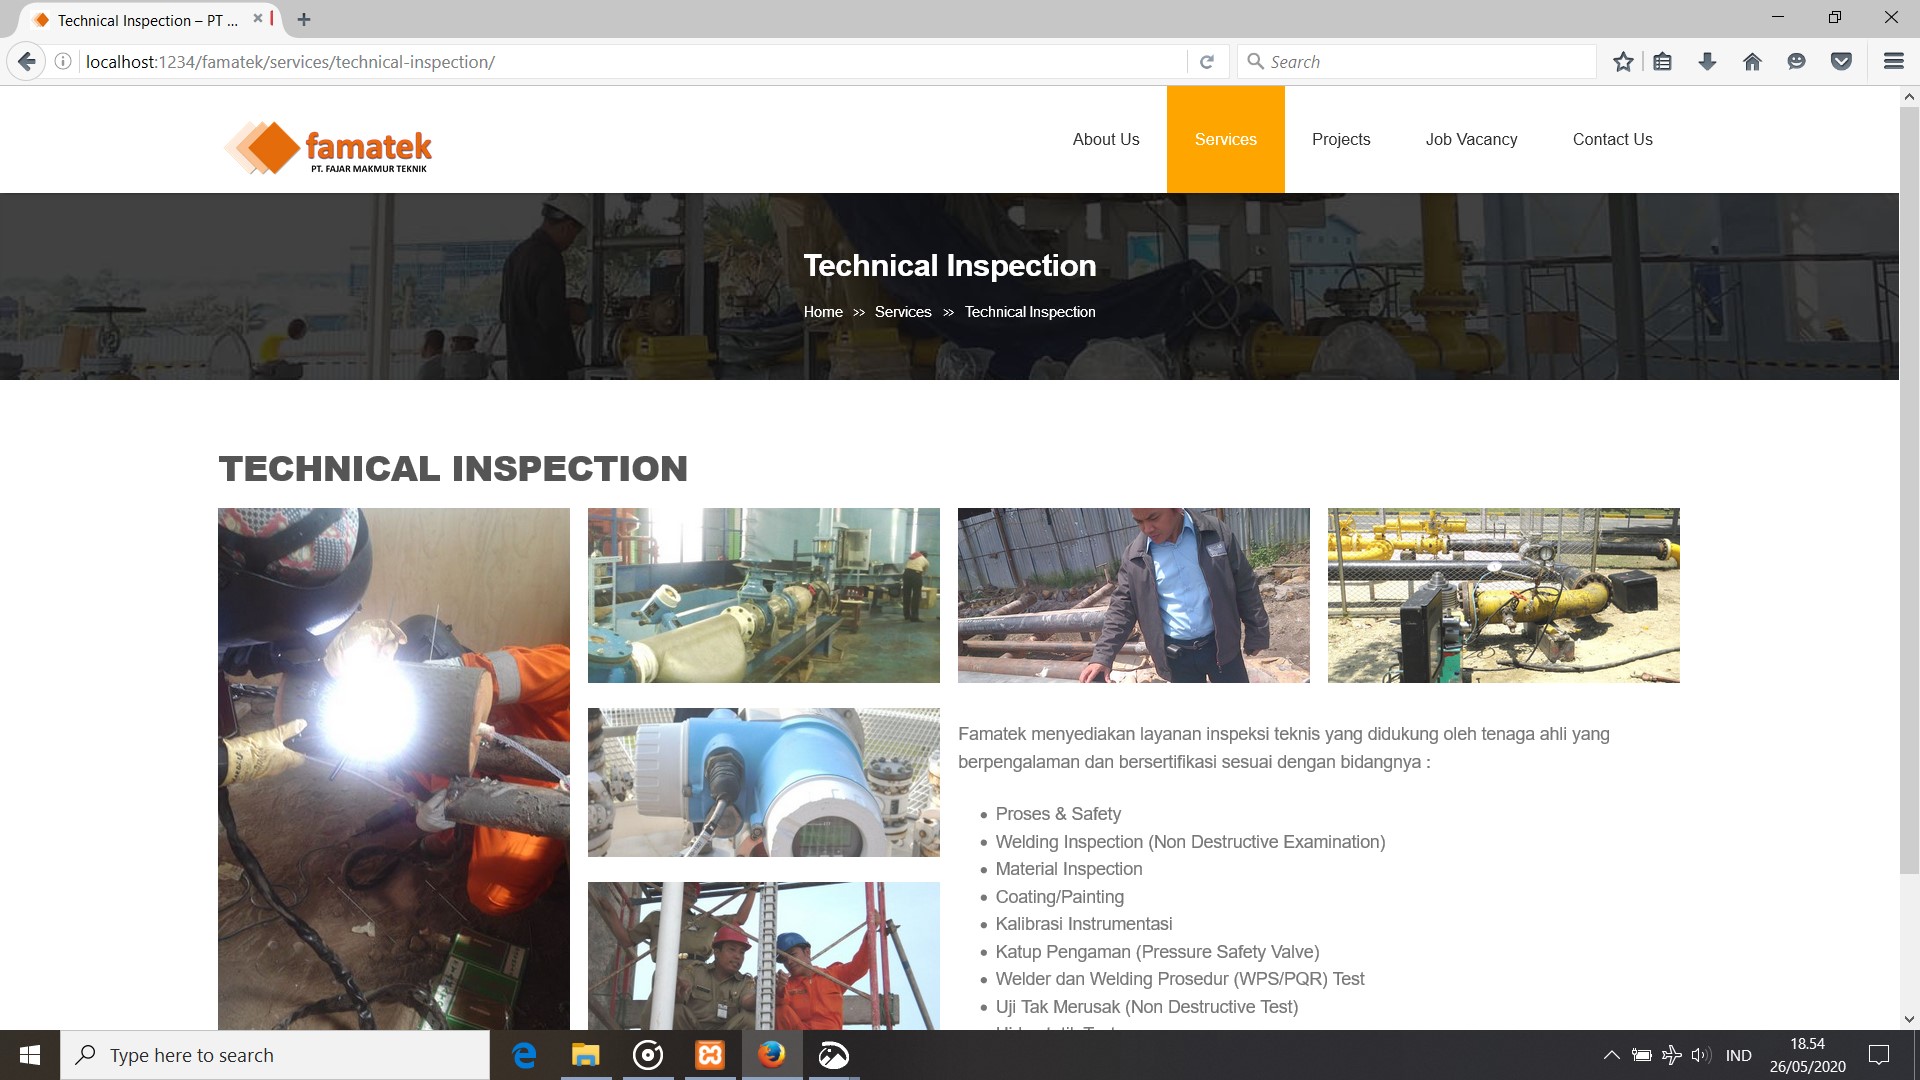 Technical Inspection – PT ...
localhost:1234/famatek/services/technical-inspection/
Search
famatek
PT. FAJAR MAKMUR TEKNIK
About Us
Services
Projects
Job Vacancy
Contact Us
Technical Inspection
Home >> Services >> Technical Inspection
TECHNICAL INSPECTION
Famatek menyediakan layanan inspeksi teknis yang didukung oleh tenaga ahli yang
berpengalaman dan bersertifikasi sesuai dengan bidangnya :
Proses & Safety
Welding Inspection (Non Destructive Examination)
Material Inspection
Coating/Painting
Kalibrasi Instrumentasi
Katup Pengaman (Pressure Safety Valve)
Welder dan Welding Prosedur (WPS/PQR) Test
Uji Tak Merusak (Non Destructive Test)
Type here to search
IND
18.54
26/05/2020